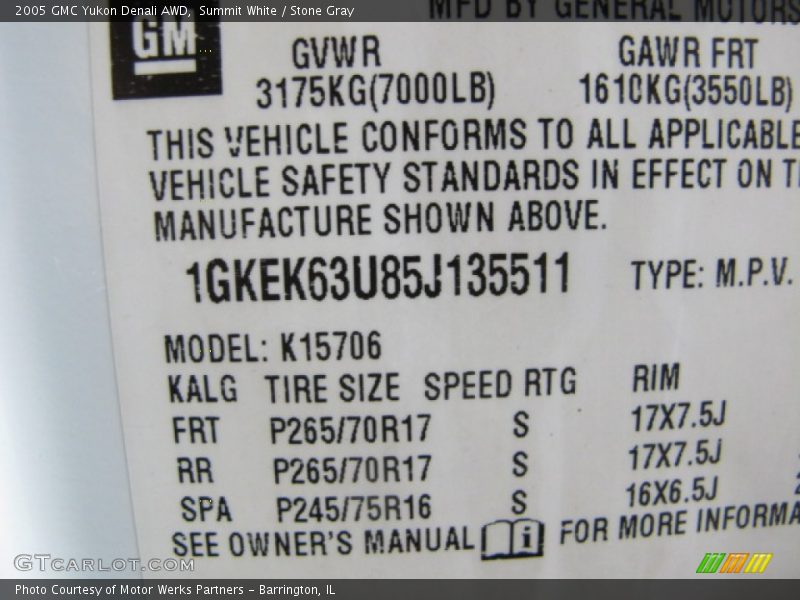 2005 GMC Yukon Denali AWD, Summit White / Stone Gray
MFD BY GENERAL MOTORS
GM
GVWR GAWR FRT
3175KG(7000LB) 1610KG(3550LB)
THIS VEHICLE CONFORMS TO ALL APPLICABLE
VEHICLE SAFETY STANDARDS IN EFFECT ON T
MANUFACTURE SHOWN ABOVE.
1GKEK63U85J135511 TYPE: M.P.V.
MODEL: K15706
KALG TIRE SIZE SPEED RTG RIM
FRT P265/70R17 S 17X7.5J
RR P265/70R17 S 17X7.5J
SPA P245/75R16 S 16X6.5J
SEE OWNER'S MANUAL i FOR MORE INFORMA
GTCARLOT.COM
Photo Courtesy of Motor Werks Partners - Barrington, IL